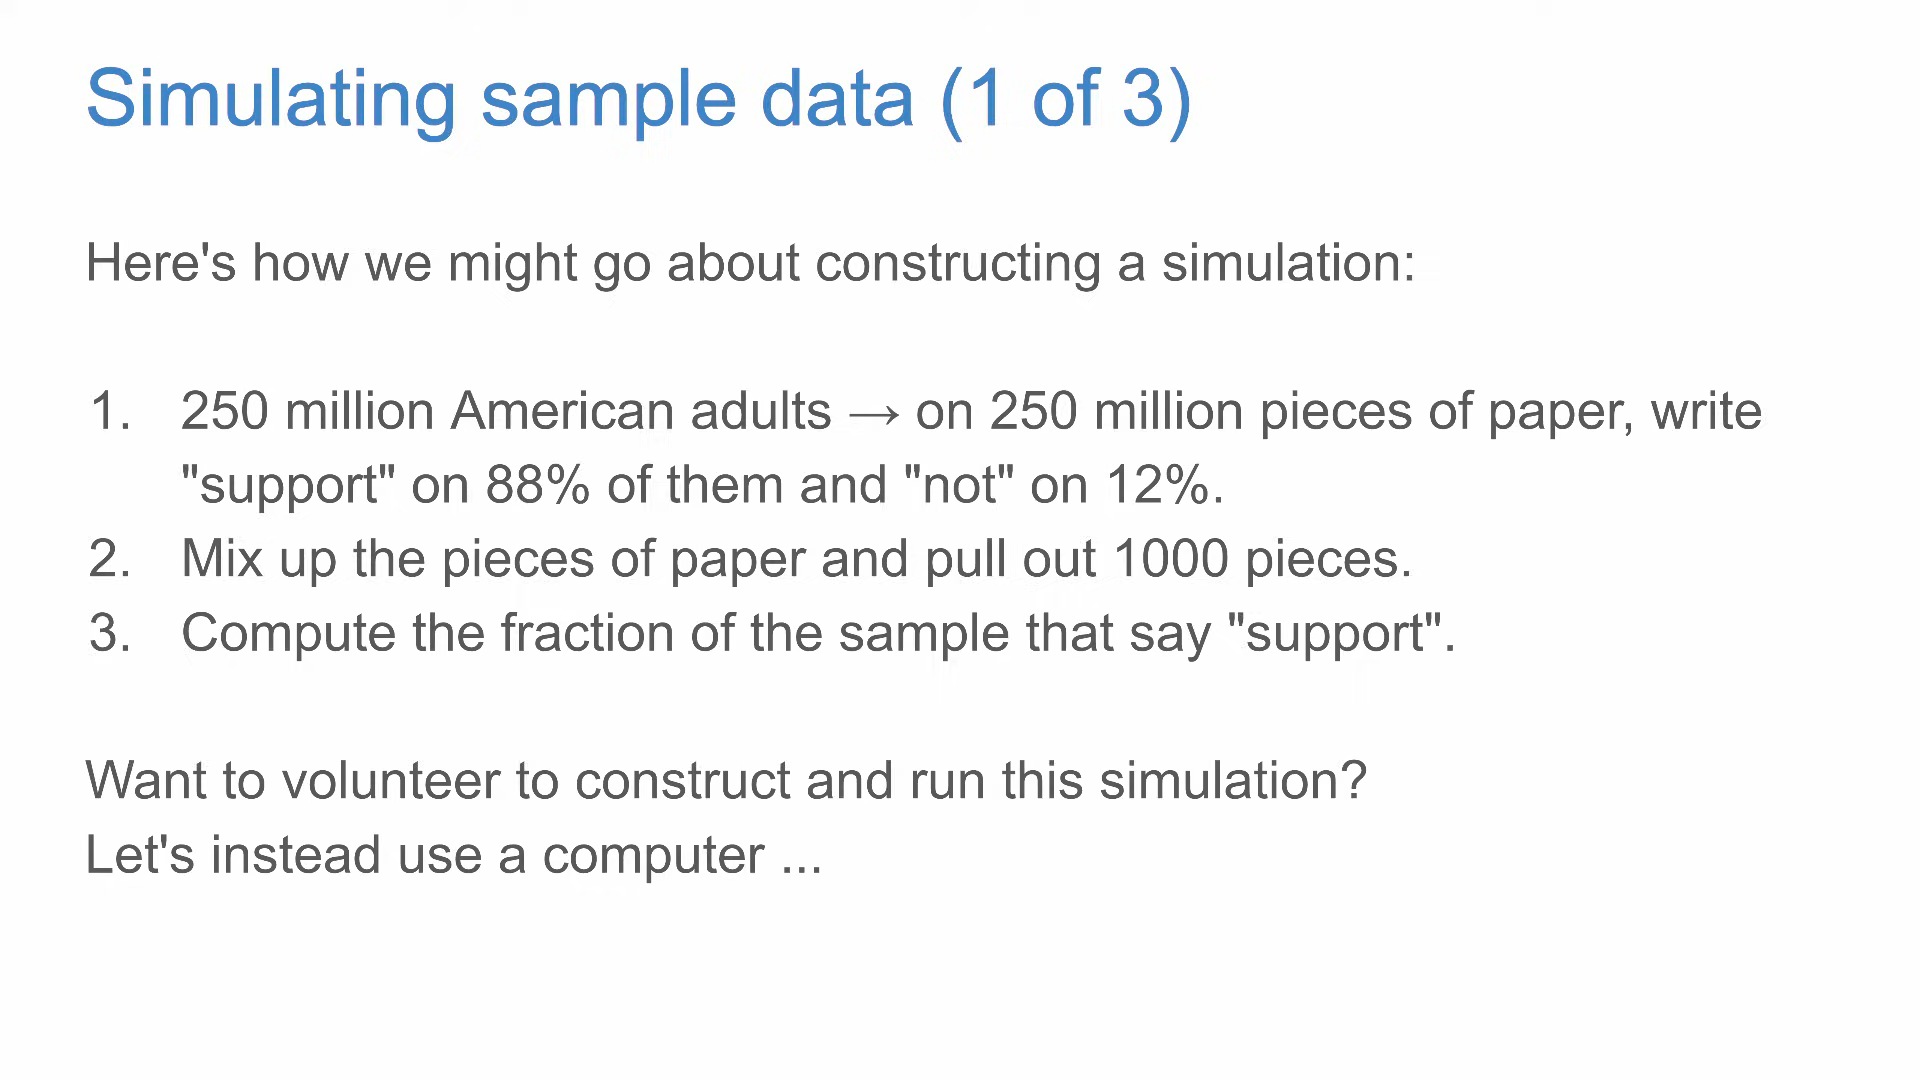 Simulating sample data (1 of 3)
Here's how we might go about constructing a simulation:
1. 250 million American adults → on 250 million pieces of paper, write
"support" on 88% of them and "not" on 12%.
2. Mix up the pieces of paper and pull out 1000 pieces.
3. Compute the fraction of the sample that say "support".
Want to volunteer to construct and run this simulation?
Let's instead use a computer ...